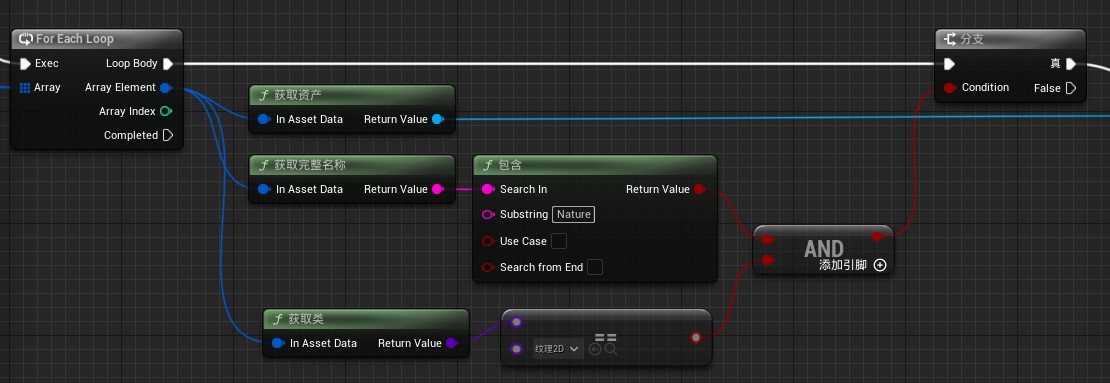 For Each Loop
Exec Loop Body
Array Array Element
Array Index
Completed
获取资产
In Asset Data Return Value
获取完整名称
In Asset Data Return Value
包含
Search In Return Value
Substring Nature
Use Case
Search from End
获取类
In Asset Data Return Value
==
纹理2D
AND
添加引脚
分支
真
Condition False